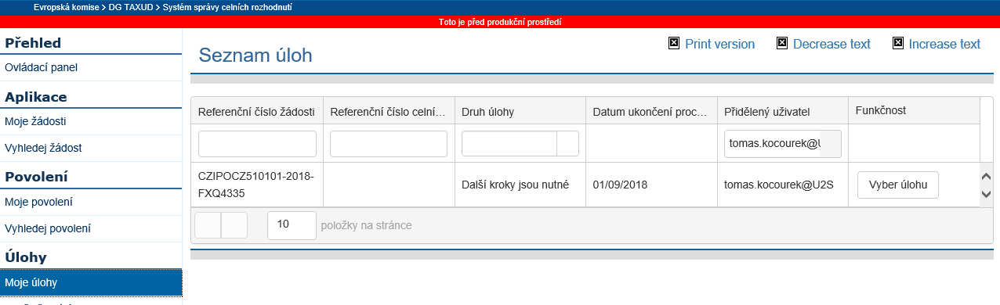 Evropská komise > DG TAXUD > Systém správy celních rozhodnutí
Toto je před produkční prostředí
Přehled
Ovládací panel
Aplikace
Moje žádosti
Vyhledej žádost
Povolení
Moje povolení
Vyhledej povolení
Úlohy
Moje úlohy
Print version
Decrease text
Increase text
Seznam úloh
Referenční číslo žádosti
Referenční číslo celní…
Druh úlohy
Datum ukončení proc…
Přidělený uživatel
Funkčnost
tomas.kocourek@U
CZIPOCZ510101-2018-
FXQ4335
Další kroky jsou nutné
01/09/2018
tomas.kocourek@U2S
Vyber úlohu
10
položky na stránce